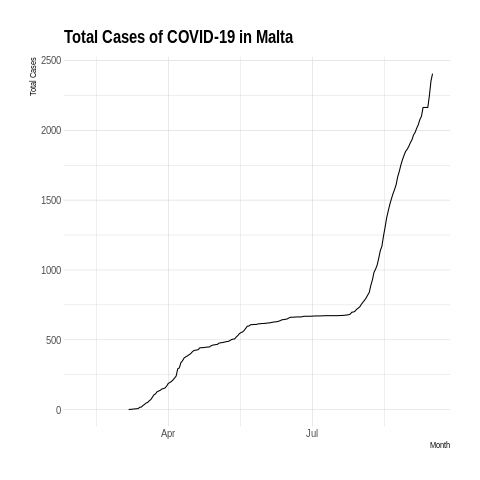 Total Cases of COVID-19 in Malta
Total Cases
2500
2000
1500
1000
500
0
Apr
Jul
Month